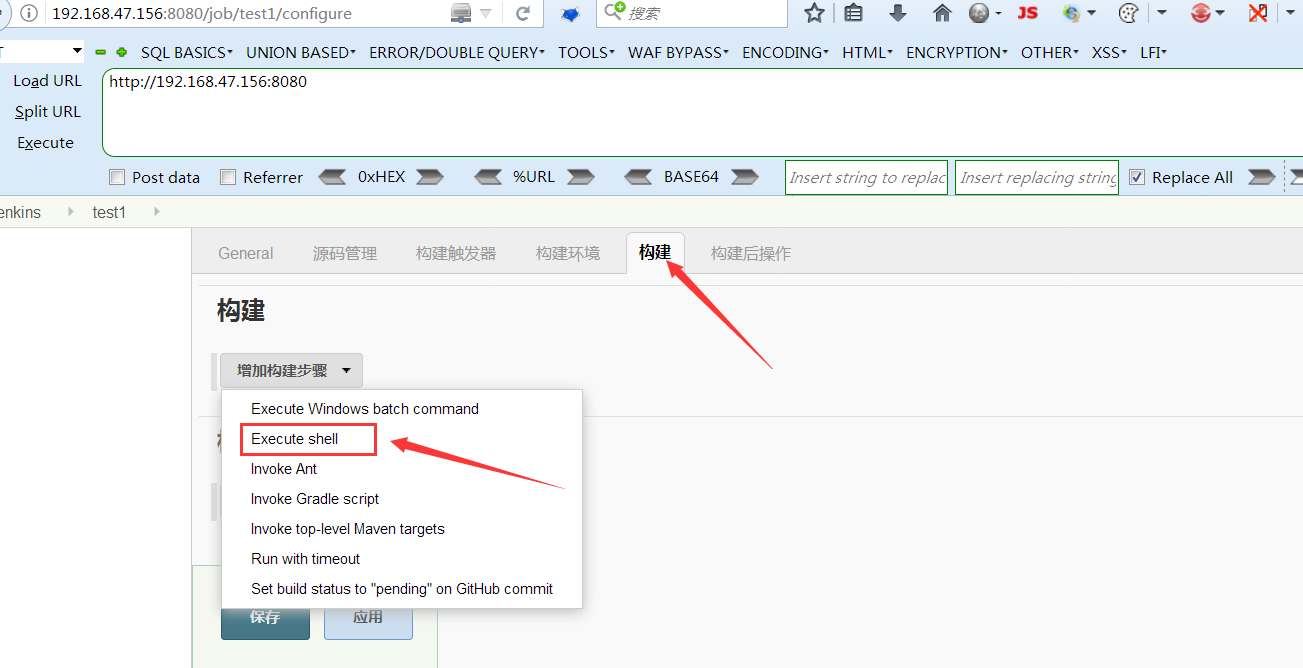 192.168.47.156:8080/job/test1/configure
搜索
JS
SQL BASICS UNION BASED ERROR/DOUBLE QUERY TOOLS WAF BYPASS ENCODING HTML ENCRYPTION OTHER XSS LFI
Load URL
http://192.168.47.156:8080
Split URL
Execute
Post data Referrer 0xHEX %URL BASE64 Insert string to replac Insert replacing string Replace All
enkins test1
General 源码管理 构建触发器 构建环境 构建 构建后操作
构建
增加构建步骤
Execute Windows batch command
Execute shell
Invoke Ant
Invoke Gradle script
Invoke top-level Maven targets
Run with timeout
Set build status to "pending" on GitHub commit
保存 应用